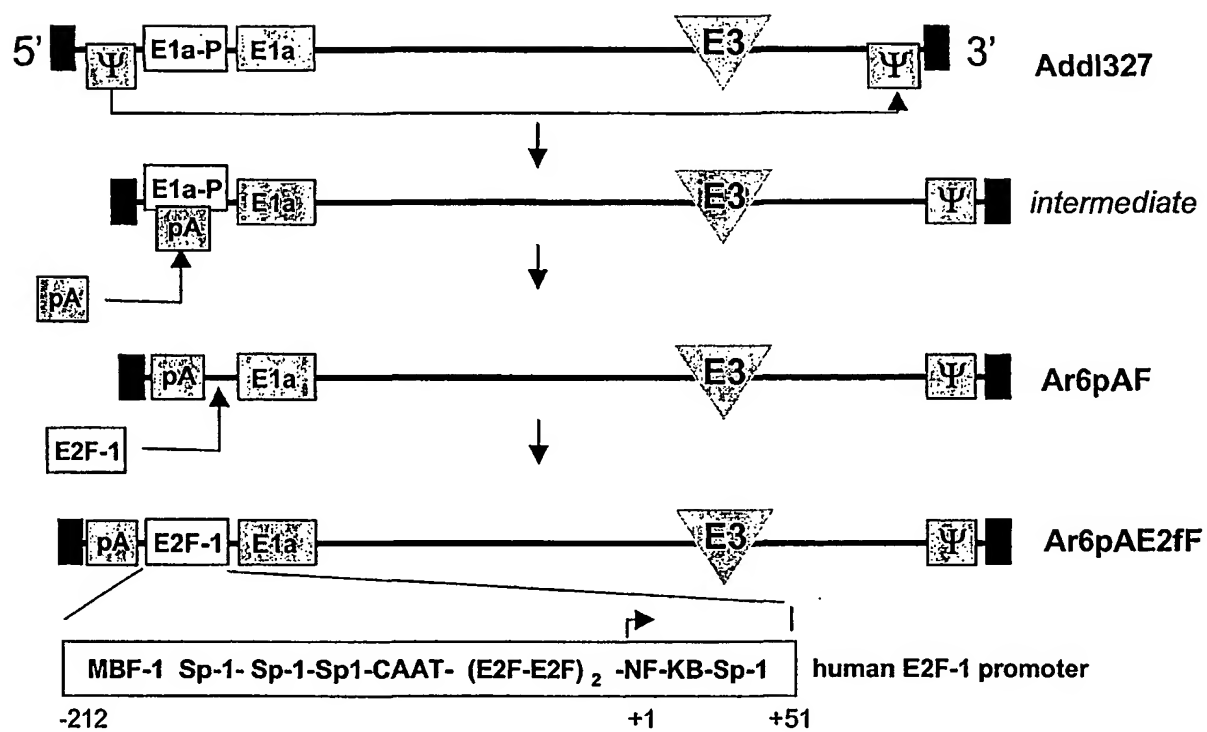 5' Ψ E1a-P E1a E3 Ψ 3' Addl327
E1a-P pA E1a E3 Ψ intermediate
pA
pA E1a E3 Ψ Ar6pAF
E2F-1
pA E2F-1 E1a E3 Ψ Ar6pAE2fF
MBF-1 Sp-1- Sp-1-Sp1-CAAT- (E2F-E2F) 2 -NF-KB-Sp-1 human E2F-1 promoter
-212 +1 +51